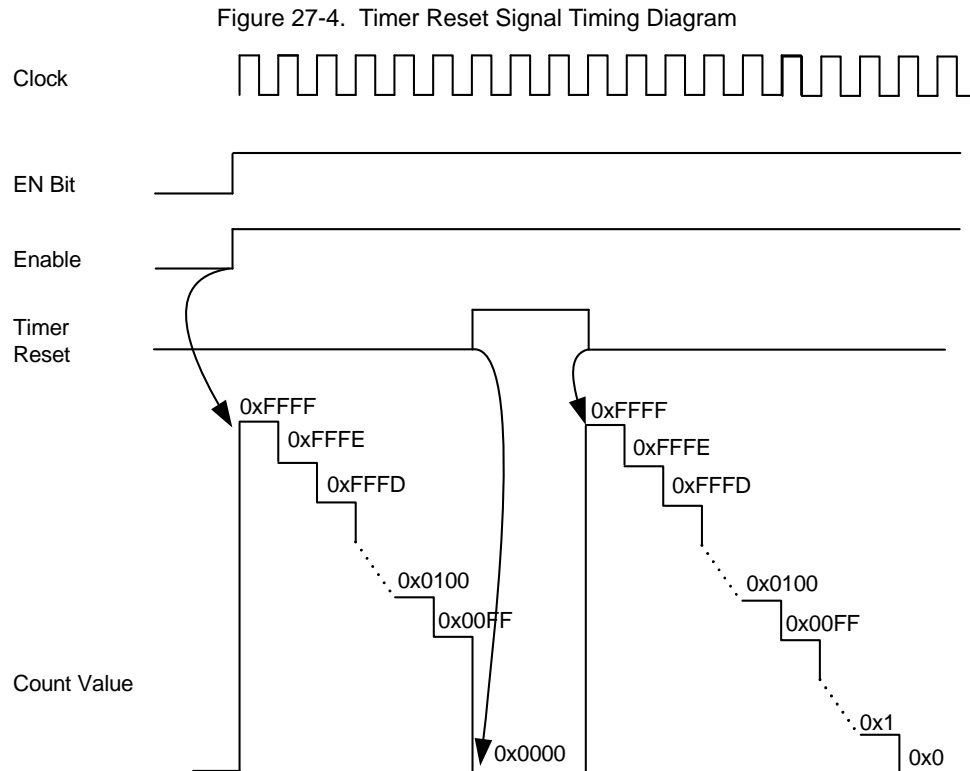 Figure 27-4. Timer Reset Signal Timing Diagram
Clock
EN Bit
Enable
Timer
Reset
0xFFFF
0xFFFF
0xFFFE
0xFFFE
0xFFFD
0xFFFD
0x0100
0x0100
0x00FF
0x00FF
Count Value
0x1
0x0000
0x0